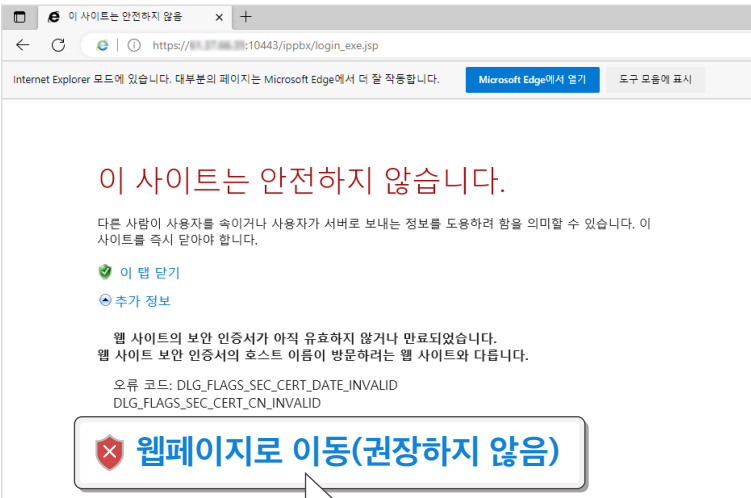 이 사이트는 안전하지 않음
https:// :10443/ippbx/login_exe.jsp
Internet Explorer 모드에 있습니다. 대부분의 페이지는 Microsoft Edge에서 더 잘 작동합니다. Microsoft Edge에서 열기 도구 모음에 표시
이 사이트는 안전하지 않습니다.
다른 사람이 사용자를 속이거나 사용자가 서버로 보내는 정보를 도용하려 함을 의미할 수 있습니다. 이
사이트를 즉시 닫아야 합니다.
이 탭 닫기
추가 정보
웹 사이트의 보안 인증서가 아직 유효하지 않거나 만료되었습니다.
웹 사이트 보안 인증서의 호스트 이름이 방문하려는 웹 사이트와 다릅니다.
오류 코드: DLG_FLAGS_SEC_CERT_DATE_INVALID
DLG_FLAGS_SEC_CERT_CN_INVALID
웹페이지로 이동(권장하지 않음)